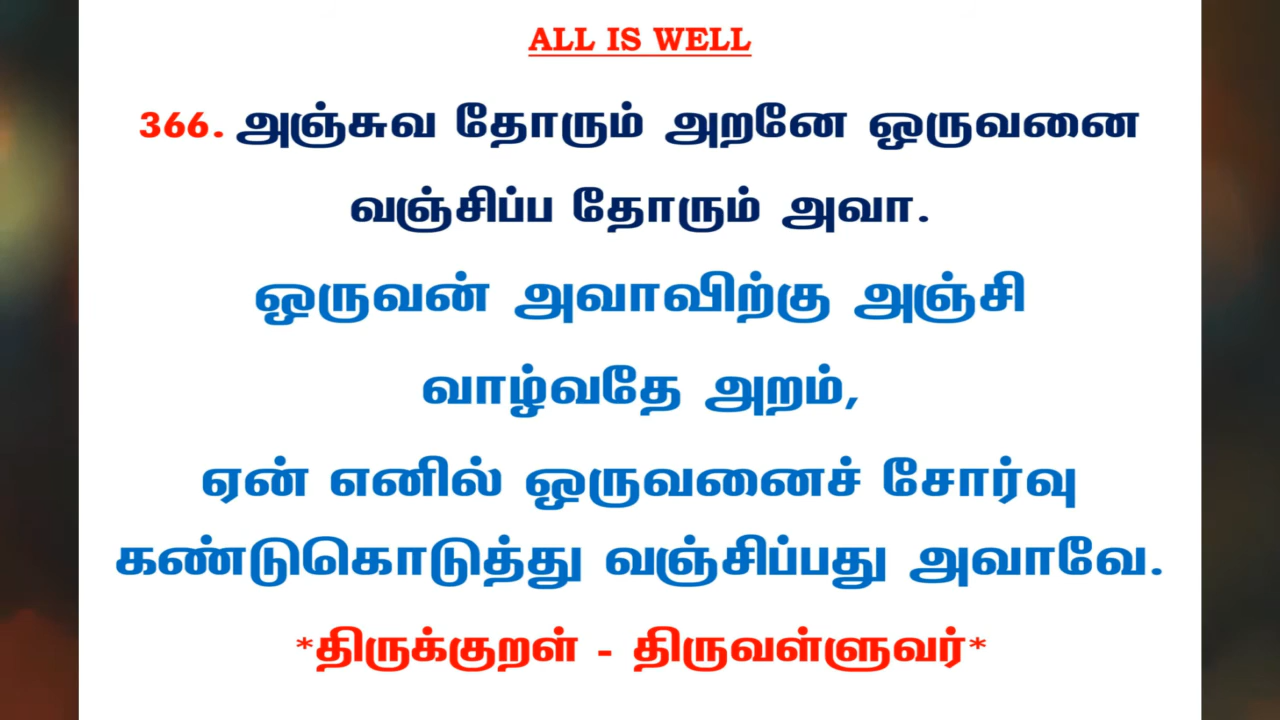 ALL IS WELL
366. அஞ்சுவ தோரும் அறனே ஒருவனை
வஞ்சிப்ப தோரும் அவா.
ஒருவன் அவாவிற்கு அஞ்சி
வாழ்வதே அறம்,
ஏன் எனில் ஒருவனைச் சோர்வு
கண்டுகொடுத்து வஞ்சிப்பது அவாவே.
*திருக்குறள் - திருவள்ளுவர்*